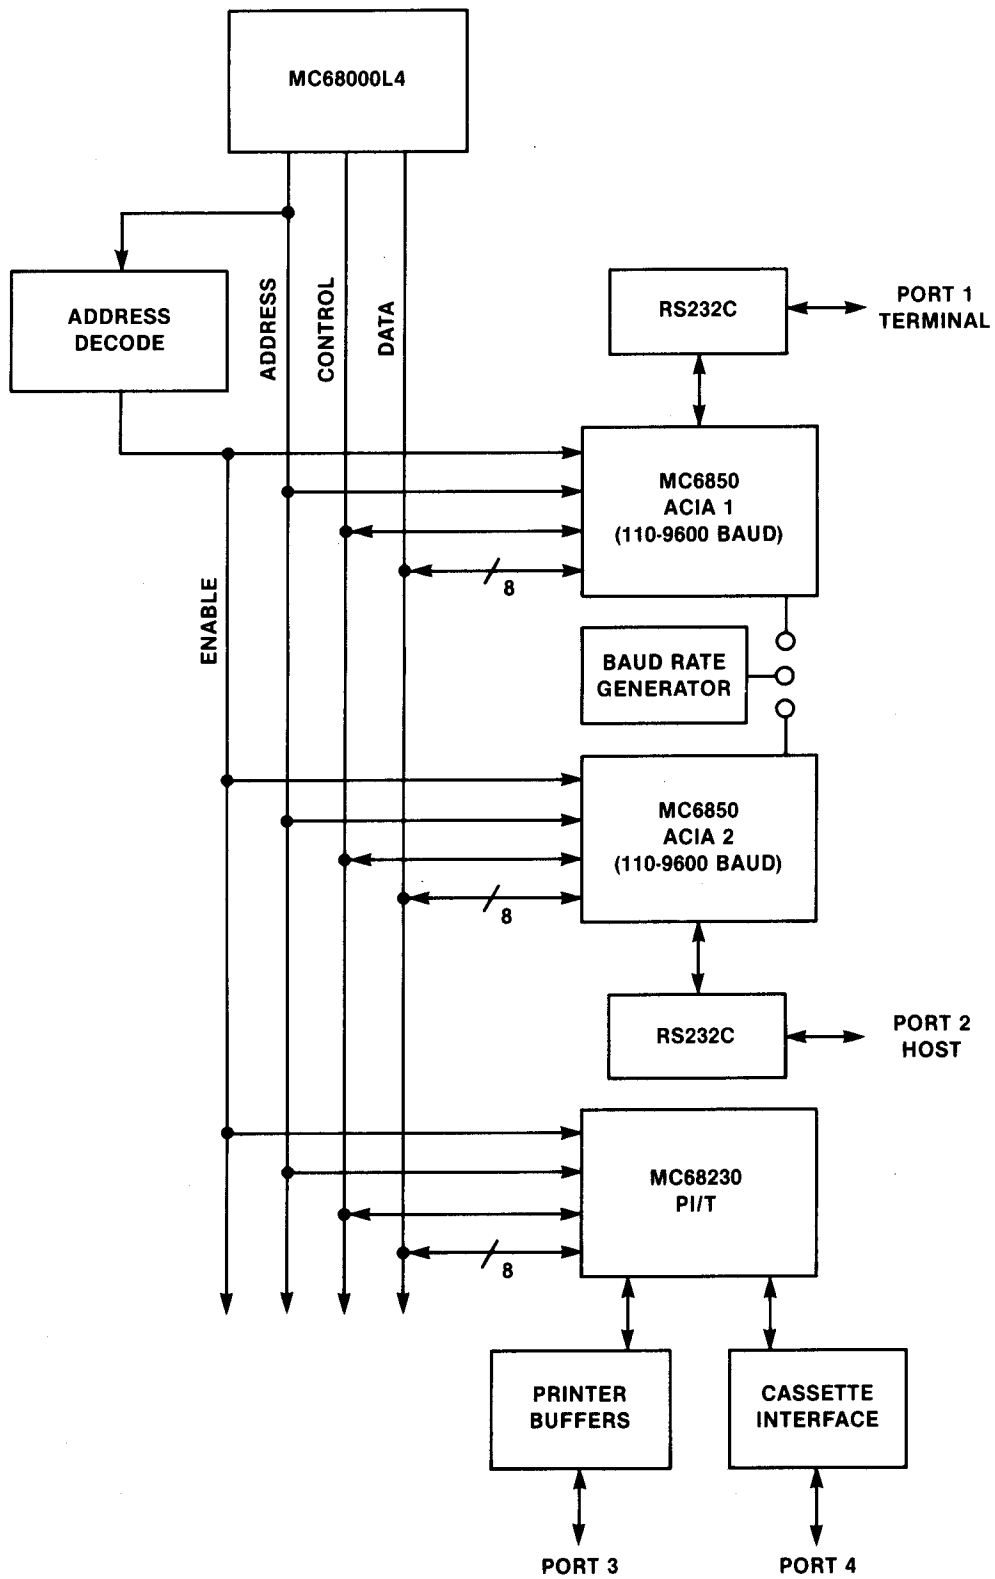 MC68000L4
ADDRESS
DECODE
ADDRESS
CONTROL
DATA
RS232C
PORT 1
TERMINAL
MC6850
ACIA 1
(110-9600 BAUD)
8
ENABLE
BAUD RATE
GENERATOR
MC6850
ACIA 2
(110-9600 BAUD)
8
RS232C
PORT 2
HOST
MC68230
PI/T
8
PRINTER
BUFFERS
CASSETTE
INTERFACE
PORT 3
PORT 4